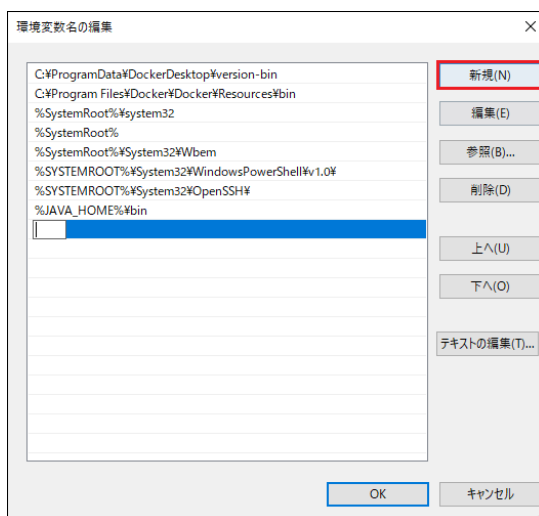 環境変数名の編集
C:¥ProgramData¥DockerDesktop¥version-bin
C:¥Program Files¥Docker¥Docker¥Resources¥bin
%SystemRoot%¥system32
%SystemRoot%
%SystemRoot%¥System32¥Wbem
%SYSTEMROOT%¥System32¥WindowsPowerShell¥v1.0¥
%SYSTEMROOT%¥System32¥OpenSSH¥
%JAVA_HOME%¥bin
新規(N)
編集(E)
参照(B)...
削除(D)
上へ(U)
下へ(O)
テキストの編集(T)...
OK
キャンセル